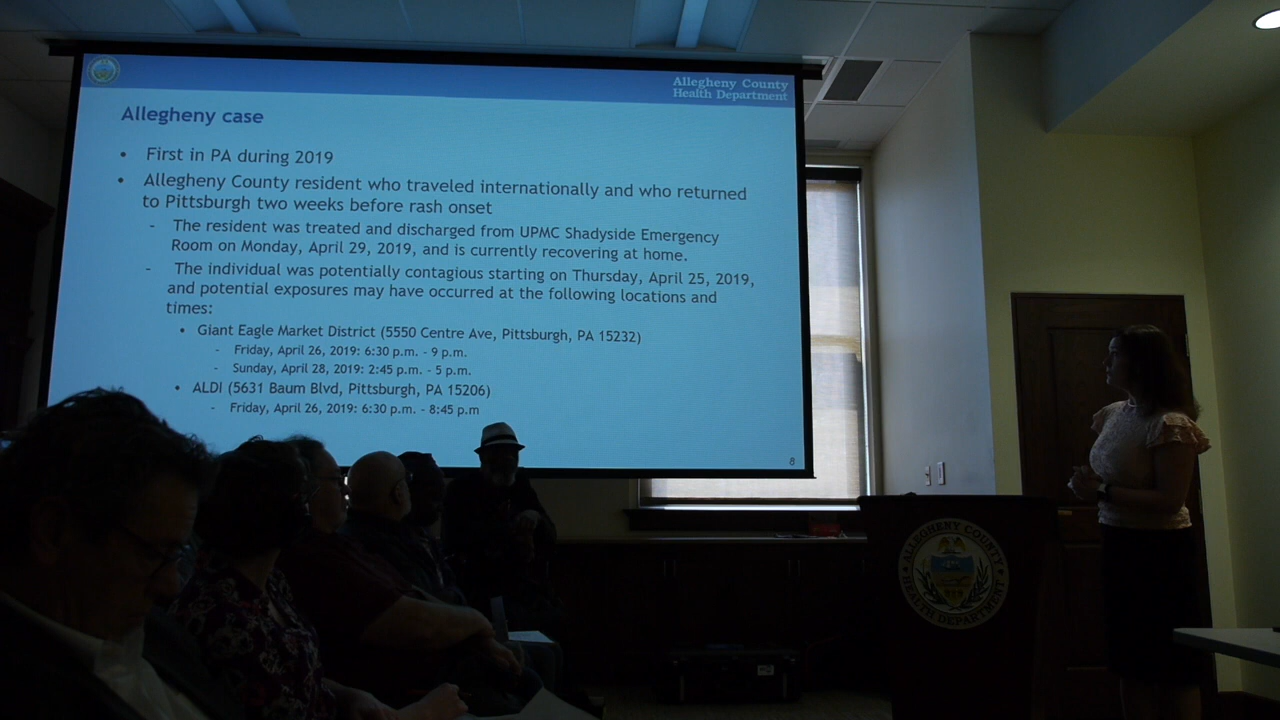 Allegheny County
Health Department
Allegheny case
• First in PA during 2019
• Allegheny County resident who traveled internationally and who returned
to Pittsburgh two weeks before rash onset
- The resident was treated and discharged from UPMC Shadyside Emergency
Room on Monday, April 29, 2019, and is currently recovering at home.
- The individual was potentially contagious starting on Thursday, April 25, 2019,
and potential exposures may have occurred at the following locations and
times:
• Giant Eagle Market District (5550 Centre Ave, Pittsburgh, PA 15232)
- Friday, April 26, 2019: 6:30 p.m. - 9 p.m.
- Sunday, April 28, 2019: 2:45 p.m. - 5 p.m.
• ALDI (5631 Baum Blvd, Pittsburgh, PA 15206)
- Friday, April 26, 2019: 6:30 p.m. - 8:45 p.m
8
ALLEGHENY COUNTY
HEALTH DEPARTMENT